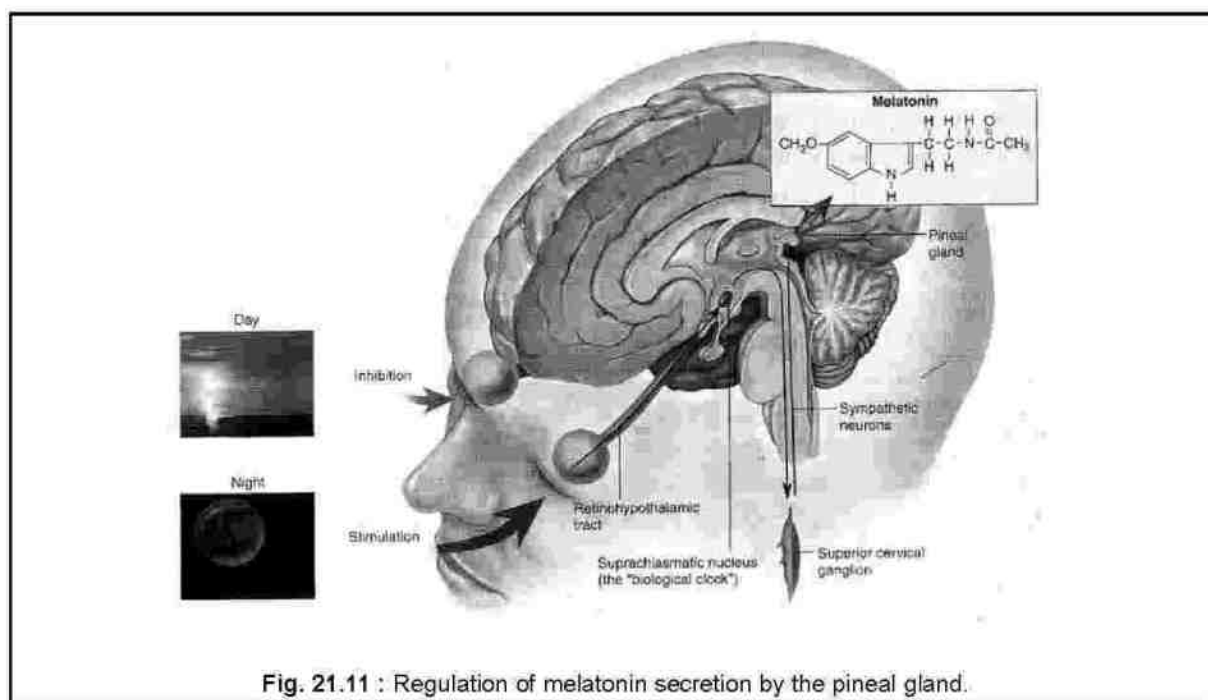 Melatonin
H H H O
CH₃O C–C–N–C–CH₃
H H
N
H
Pineal
gland
Day
Inhibition
Sympathetic
neurons
Night
Retinohypothalamic
tract
Stimulation
Suprachiasmatic nucleus
(the "biological clock")
Superior cervical
ganglion
Fig. 21.11 : Regulation of melatonin secretion by the pineal gland.